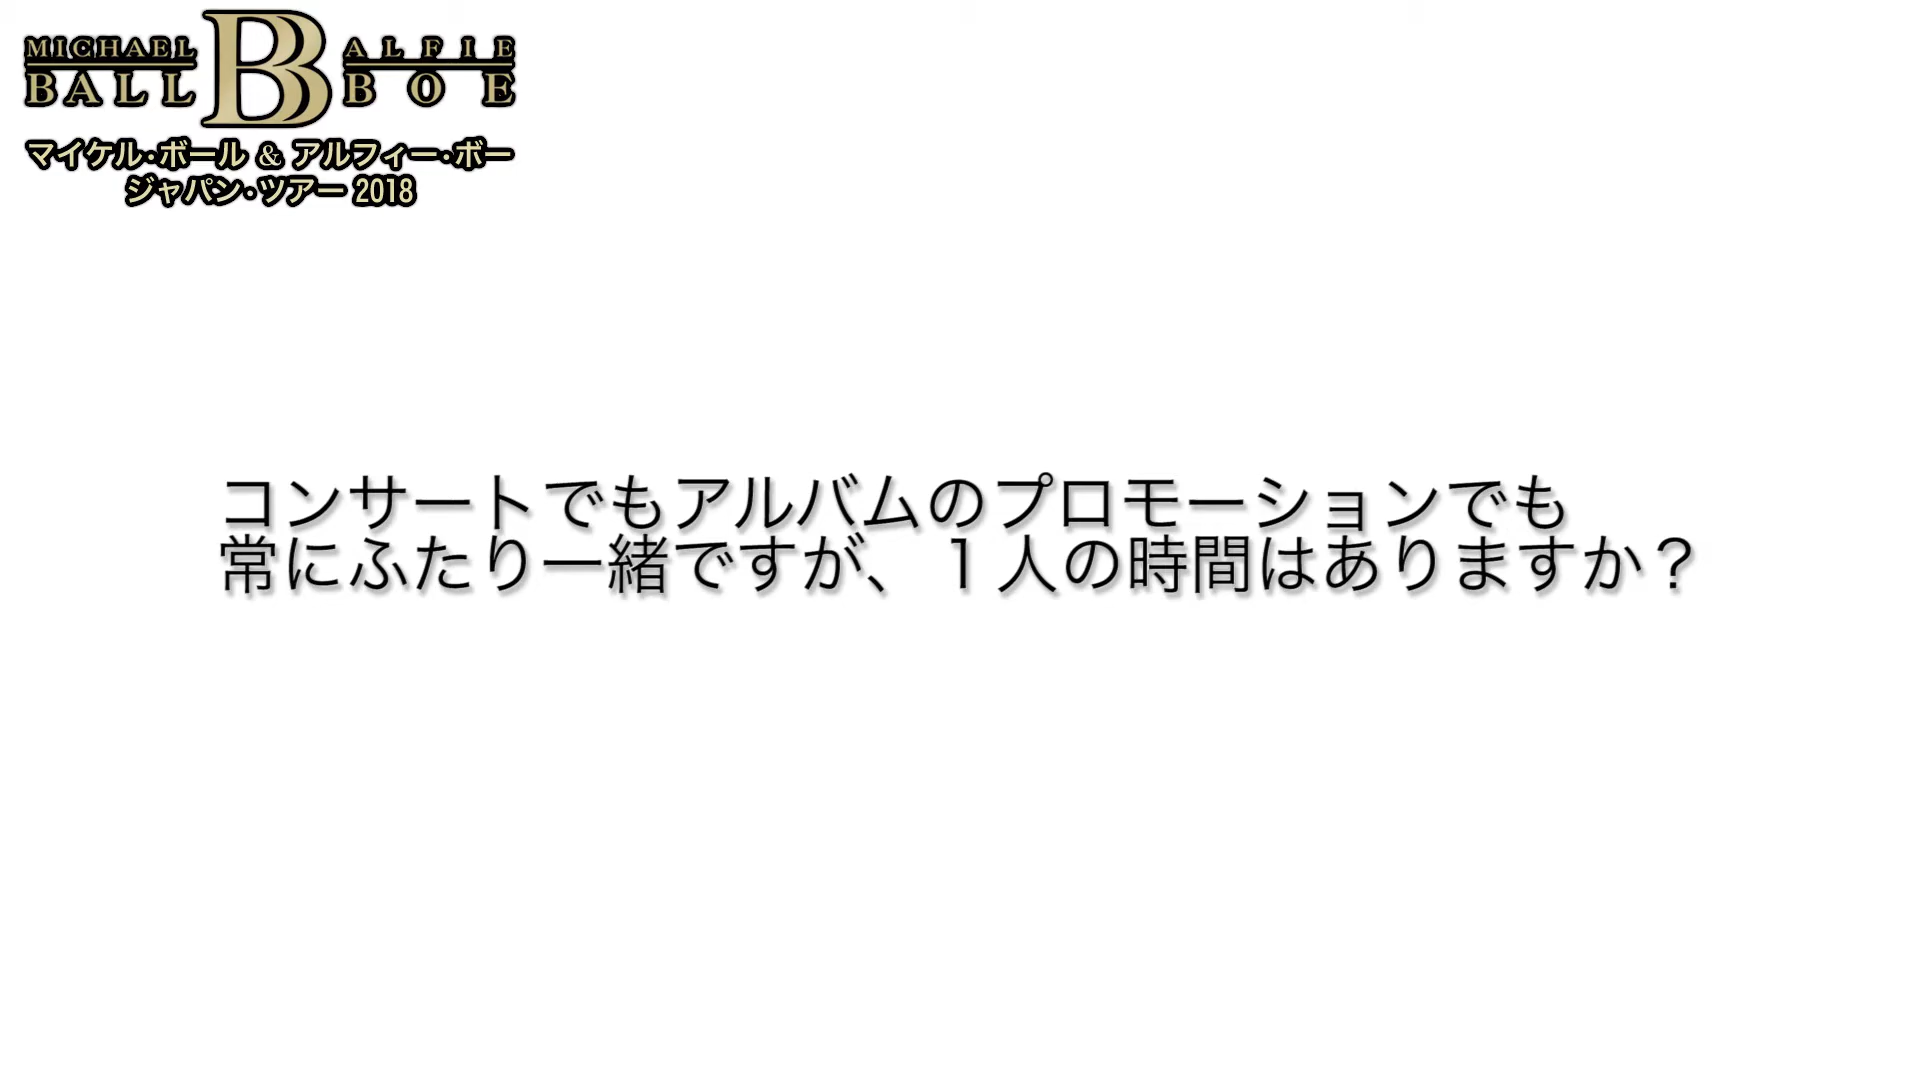 MICHAEL BALL
BB
ALFIE BOE
マイケル・ボール & アルフィー・ボー
ジャパン・ツアー 2018
コンサートでもアルバムのプロモーションでも
常にふたり一緒ですが、１人の時間はありますか？